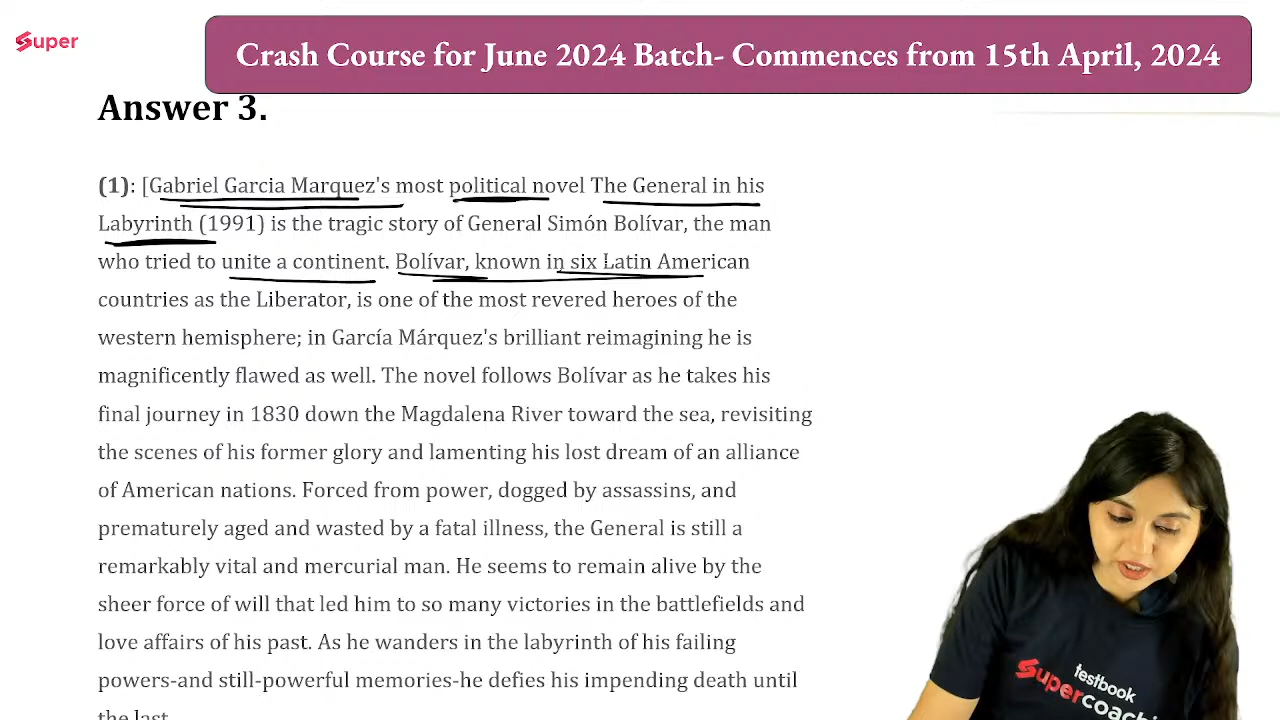 Super
Crash Course for June 2024 Batch- Commences from 15th April, 2024
Answer 3.
(1): [Gabriel Garcia Marquez's most political novel The General in his
Labyrinth (1991) is the tragic story of General Simón Bolívar, the man
who tried to unite a continent. Bolívar, known in six Latin American
countries as the Liberator, is one of the most revered heroes of the
western hemisphere; in García Márquez's brilliant reimagining he is
magnificently flawed as well. The novel follows Bolívar as he takes his
final journey in 1830 down the Magdalena River toward the sea, revisiting
the scenes of his former glory and lamenting his lost dream of an alliance
of American nations. Forced from power, dogged by assassins, and
prematurely aged and wasted by a fatal illness, the General is still a
remarkably vital and mercurial man. He seems to remain alive by the
sheer force of will that led him to so many victories in the battlefields and
love affairs of his past. As he wanders in the labyrinth of his failing
powers-and still-powerful memories-he defies his impending death until
the last
testbook
Supercoachi